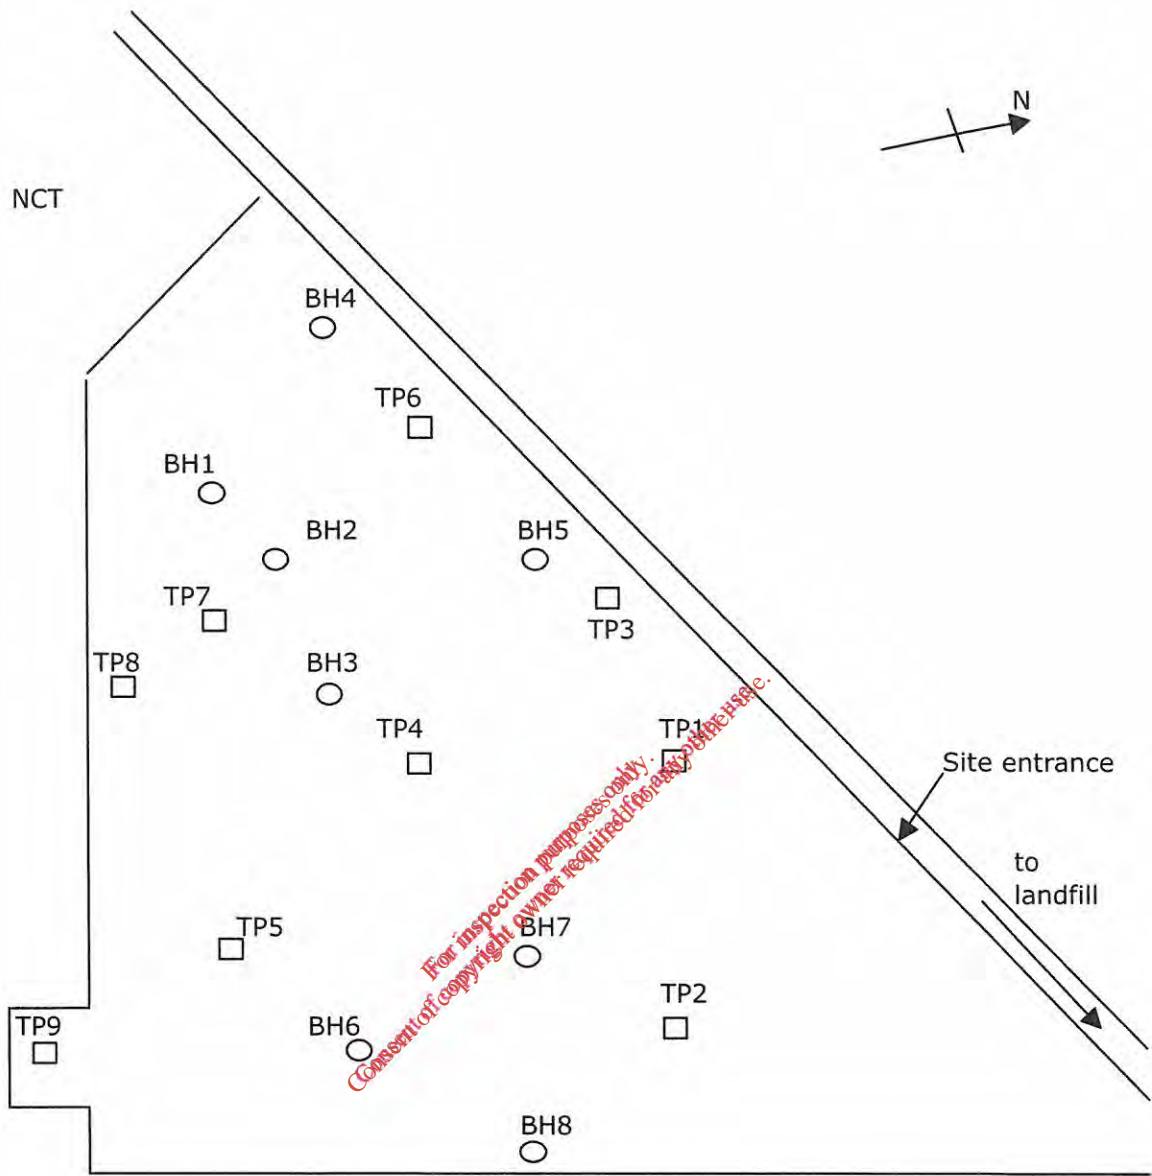 N
NCT
BH4
TP6
BH1
BH2
BH5
TP7
TP3
TP8
BH3
TP4
TP1
Site entrance
to
landfill
For inspection purposes only.
Consent of copyright owner required for any other use.
TP5
BH7
TP2
TP9
BH6
BH8